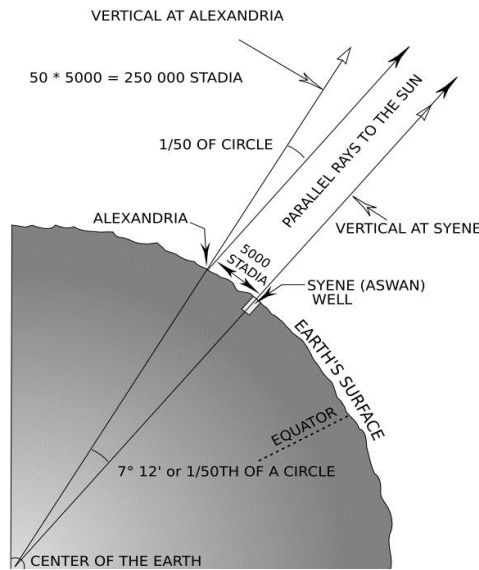 VERTICAL AT ALEXANDRIA
50 * 5000 = 250 000 STADIA
1/50 OF CIRCLE
PARALLEL RAYS TO THE SUN
ALEXANDRIA
VERTICAL AT SYENE
5000
STADIA
SYENE (ASWAN)
WELL
EARTH'S SURFACE
EQUATOR
7° 12' or 1/50TH OF A CIRCLE
CENTER OF THE EARTH